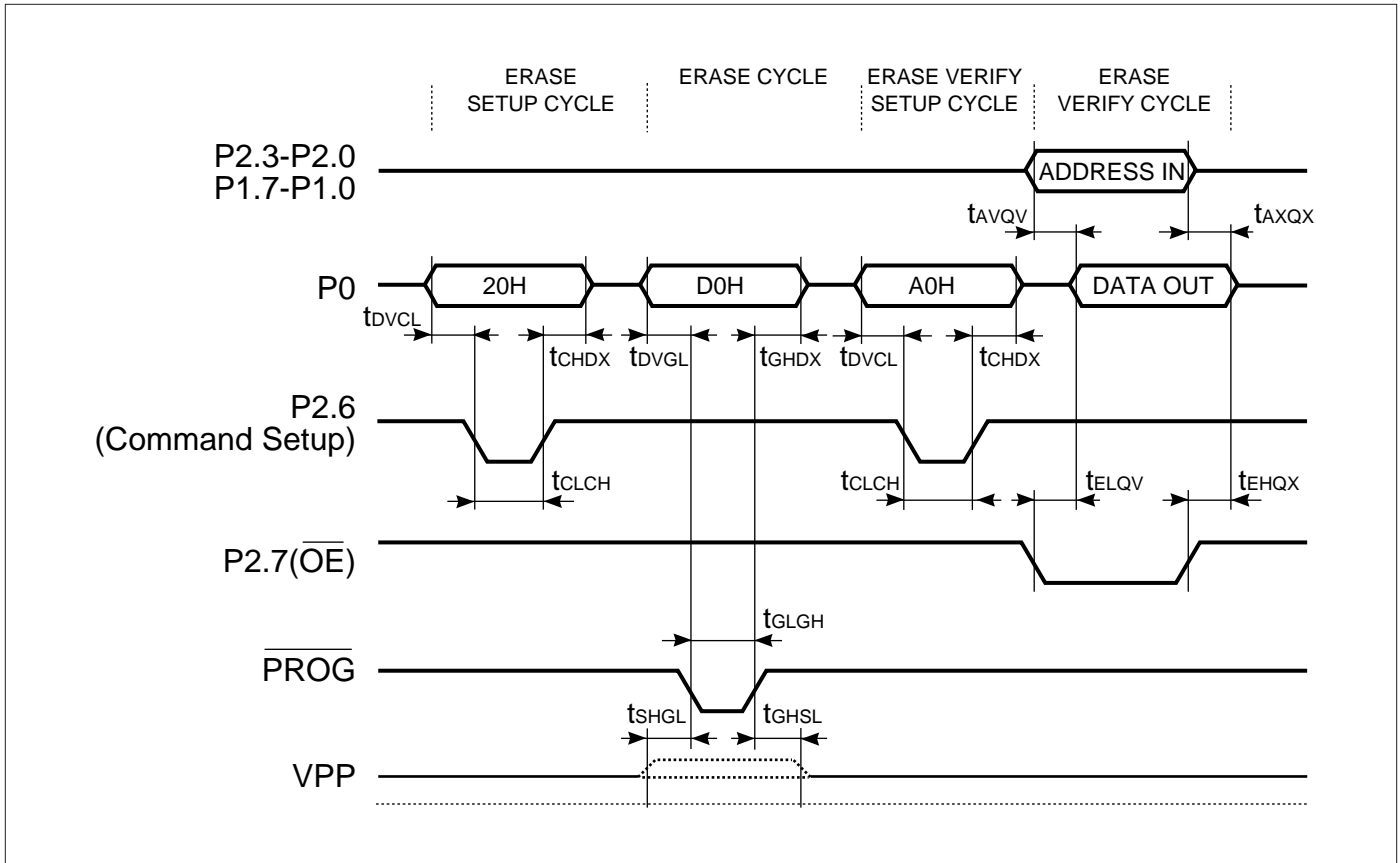 ERASE
SETUP CYCLE
ERASE CYCLE
ERASE VERIFY
SETUP CYCLE
ERASE
VERIFY CYCLE
P2.3-P2.0
P1.7-P1.0
ADDRESS IN
tAVQV
tAXQX
P0
20H
D0H
A0H
DATA OUT
tDVCL
tCHDX
tDVGL
tGHDX
tDVCL
tCHDX
P2.6
(Command Setup)
tCLCH
tCLCH
tELQV
tEHQX
P2.7(OE)
tGLGH
PROG
tSHGL
tGHSL
VPP